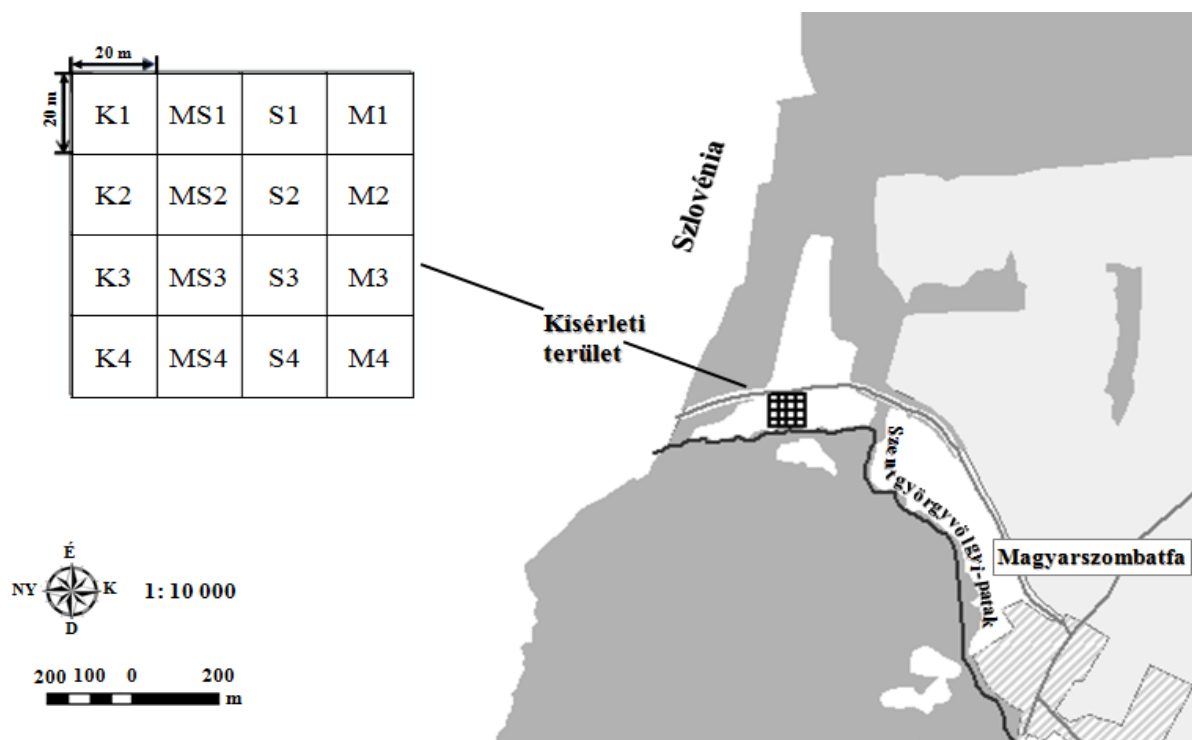 20 m
20 m
K1 MS1 S1 M1
K2 MS2 S2 M2
K3 MS3 S3 M3
K4 MS4 S4 M4
Szlovénia
Kísérleti
terület
Szentgyörgyvölgyi-patak
Magyarszombatfa
É
NY K
D
1: 10 000
200 100 0 200
m